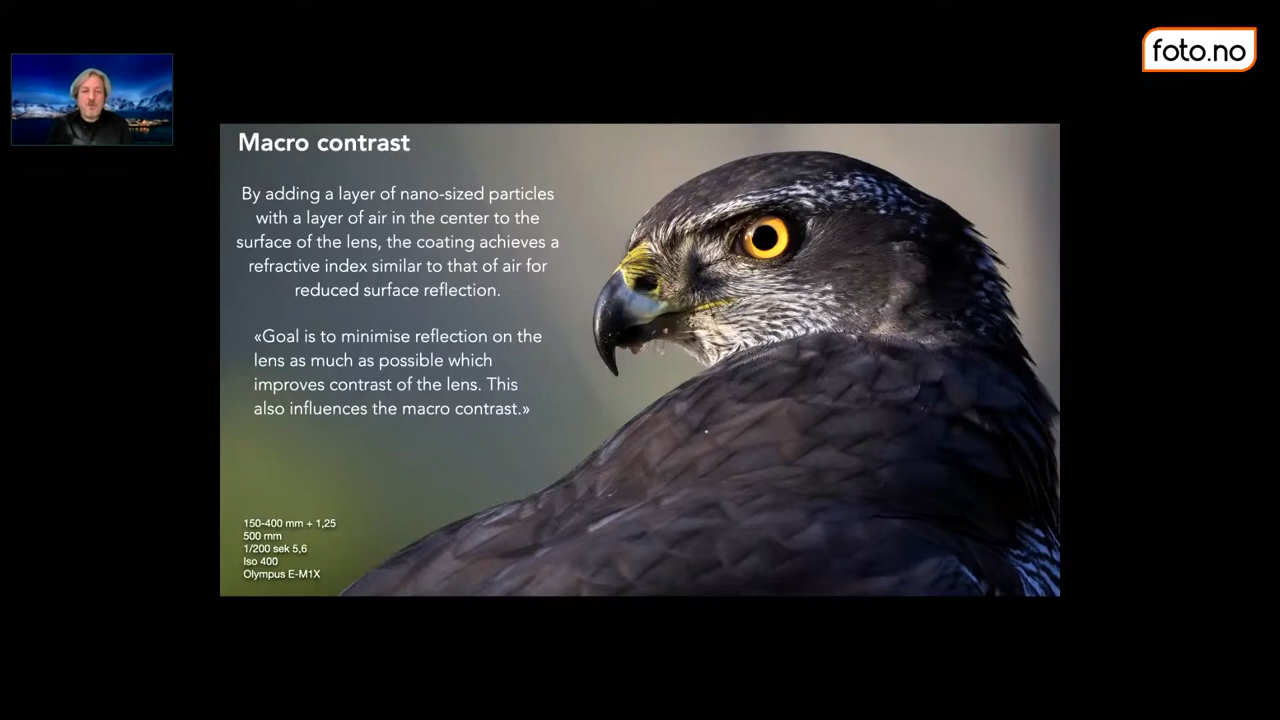 foto.no
Macro contrast
By adding a layer of nano-sized particles
with a layer of air in the center to the
surface of the lens, the coating achieves a
refractive index similar to that of air for
reduced surface reflection.
«Goal is to minimise reflection on the
lens as much as possible which
improves contrast of the lens. This
also influences the macro contrast.»
150-400 mm + 1,25
500 mm
1/200 sek 5,6
Iso 400
Olympus E-M1X